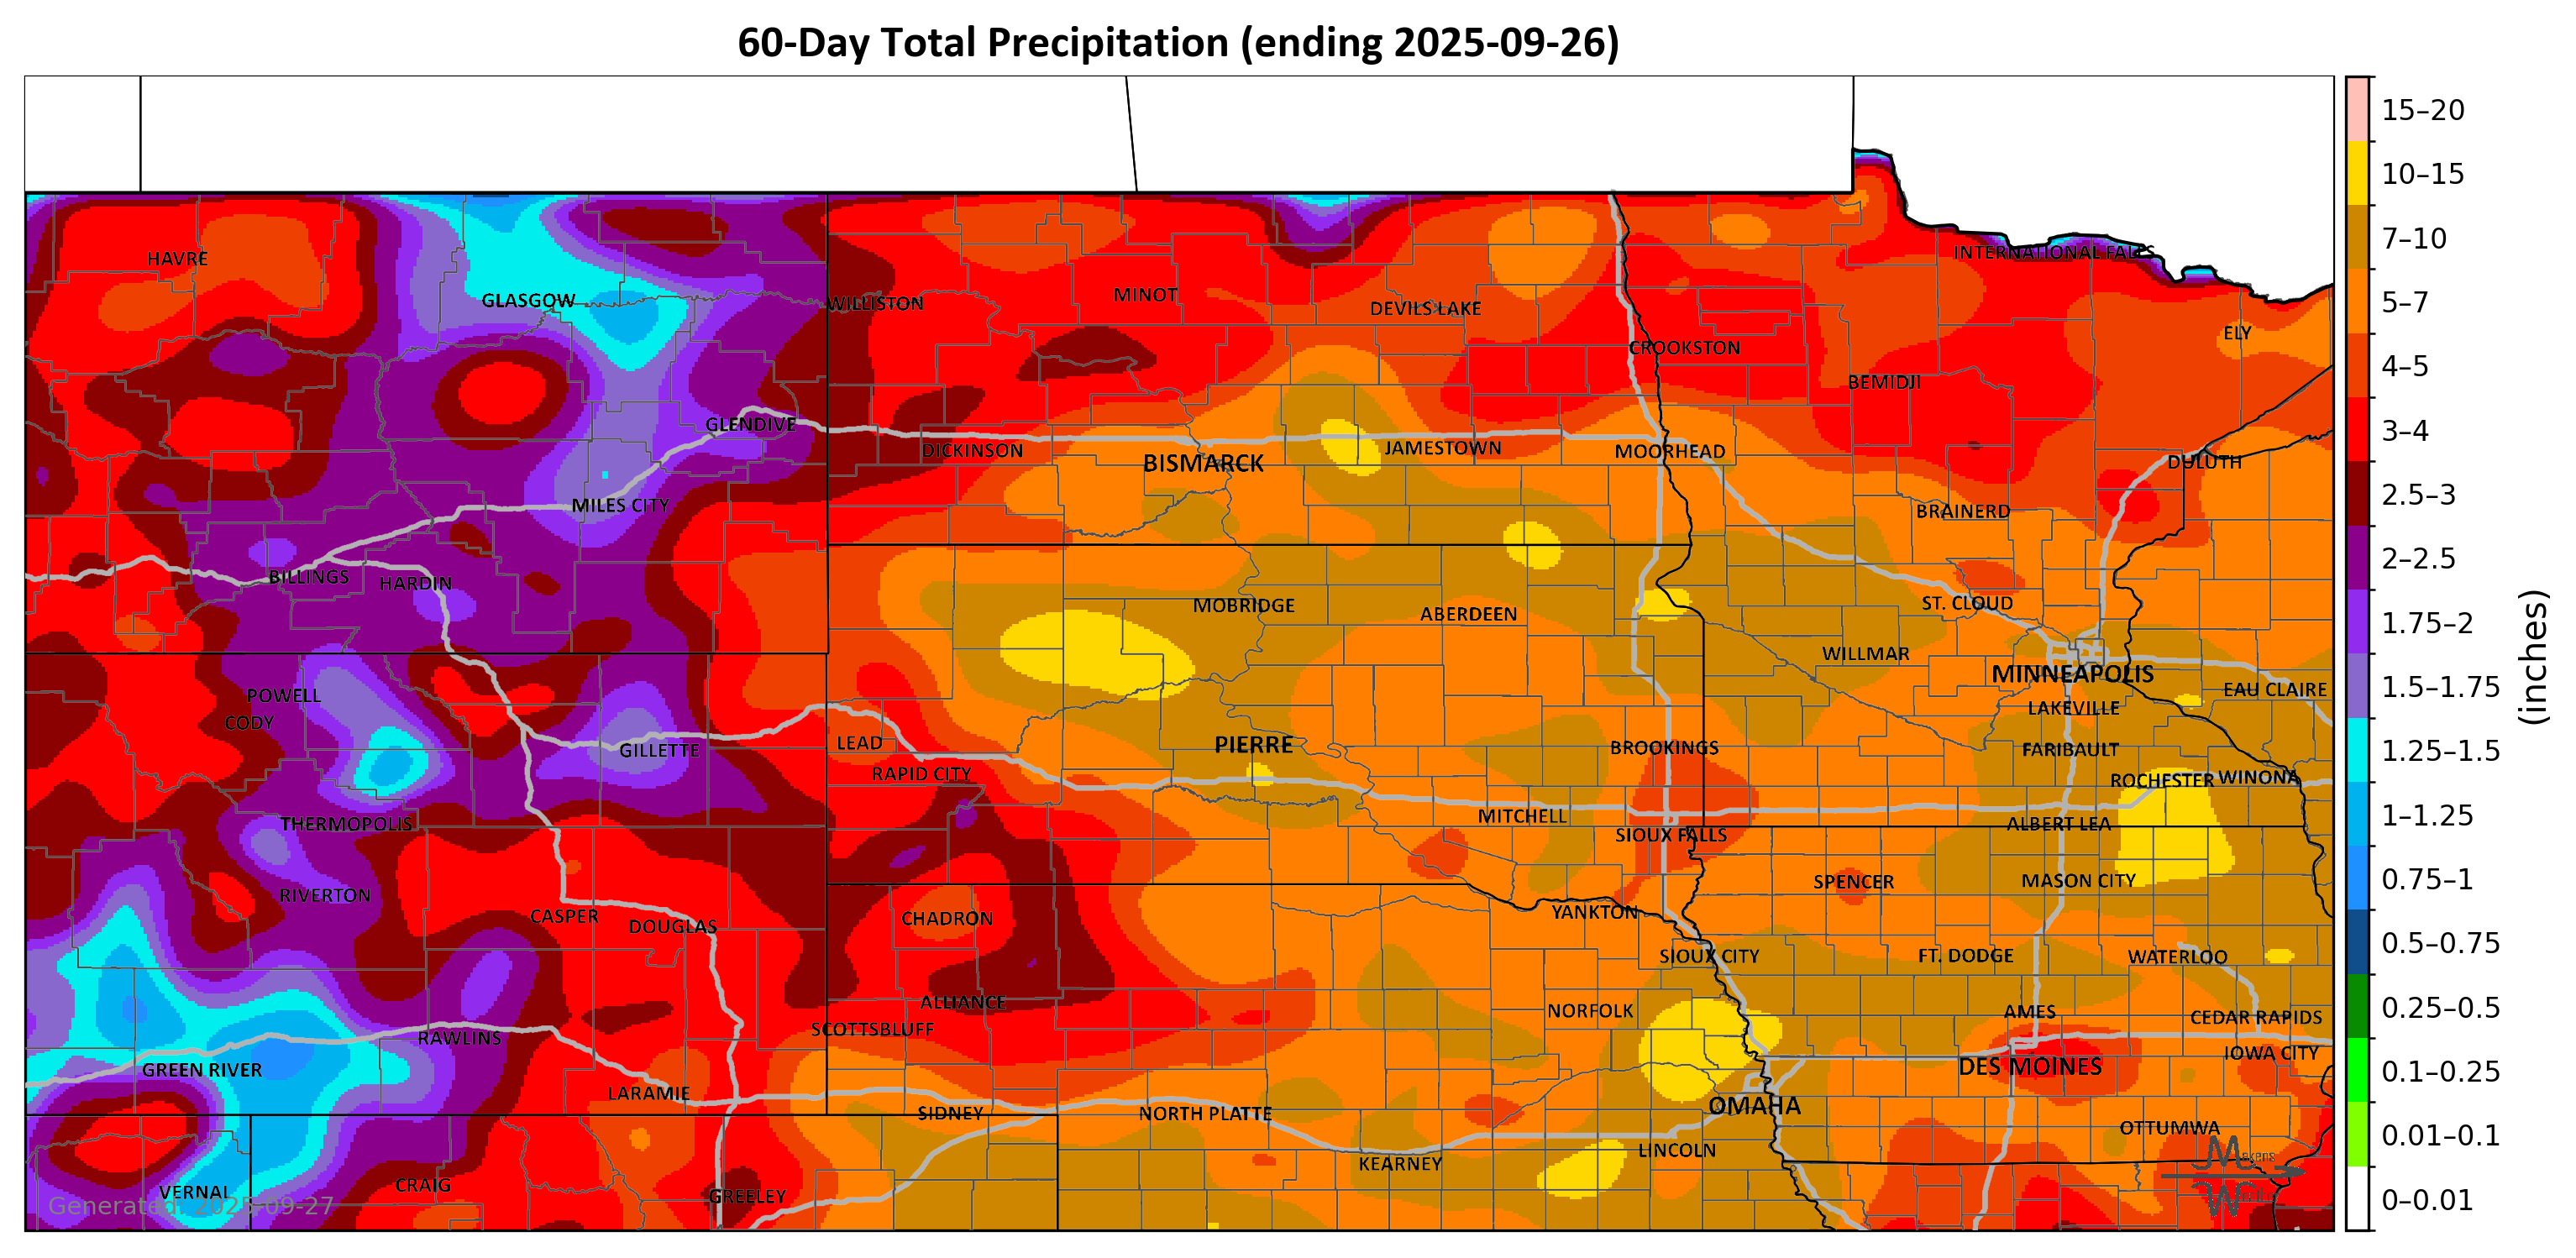 60-Day Total Precipitation (ending 2025-09-26)
INTERNATIONAL FALLS
HAVRE
GLASGOW
WILLISTON
MINOT
DEVILS LAKE
ELY
CROOKSTON
BEMIDJI
GLENDIVE
DICKINSON
BISMARCK
JAMESTOWN
MOORHEAD
DULUTH
MILES CITY
BRAINERD
BILLINGS
HARDIN
MOBRIDGE
ABERDEEN
ST. CLOUD
WILLMAR
MINNEAPOLIS
EAU CLAIRE
POWELL
CODY
LAKEVILLE
GILLETTE
LEAD
PIERRE
BROOKINGS
FARIBAULT
RAPID CITY
ROCHESTER
WINONA
THERMOPOLIS
MITCHELL
SIOUX FALLS
ALBERT LEA
RIVERTON
SPENCER
MASON CITY
CASPER
DOUGLAS
CHADRON
YANKTON
SIOUX CITY
FT. DODGE
WATERLOO
ALLIANCE
NORFOLK
AMES
CEDAR RAPIDS
RAWLINS
SCOTTSBLUFF
IOWA CITY
GREEN RIVER
DES MOINES
LARAMIE
SIDNEY
NORTH PLATTE
OMAHA
OTTUMWA
LINCOLN
KEARNEY
VERNAL
CRAIG
GREELEY
Generated: 2025-09-27
15–20
10–15
7–10
5–7
4–5
3–4
2.5–3
2–2.5
1.75–2
1.5–1.75
1.25–1.5
1–1.25
0.75–1
0.5–0.75
0.25–0.5
0.1–0.25
0.01–0.1
0–0.01
(inches)